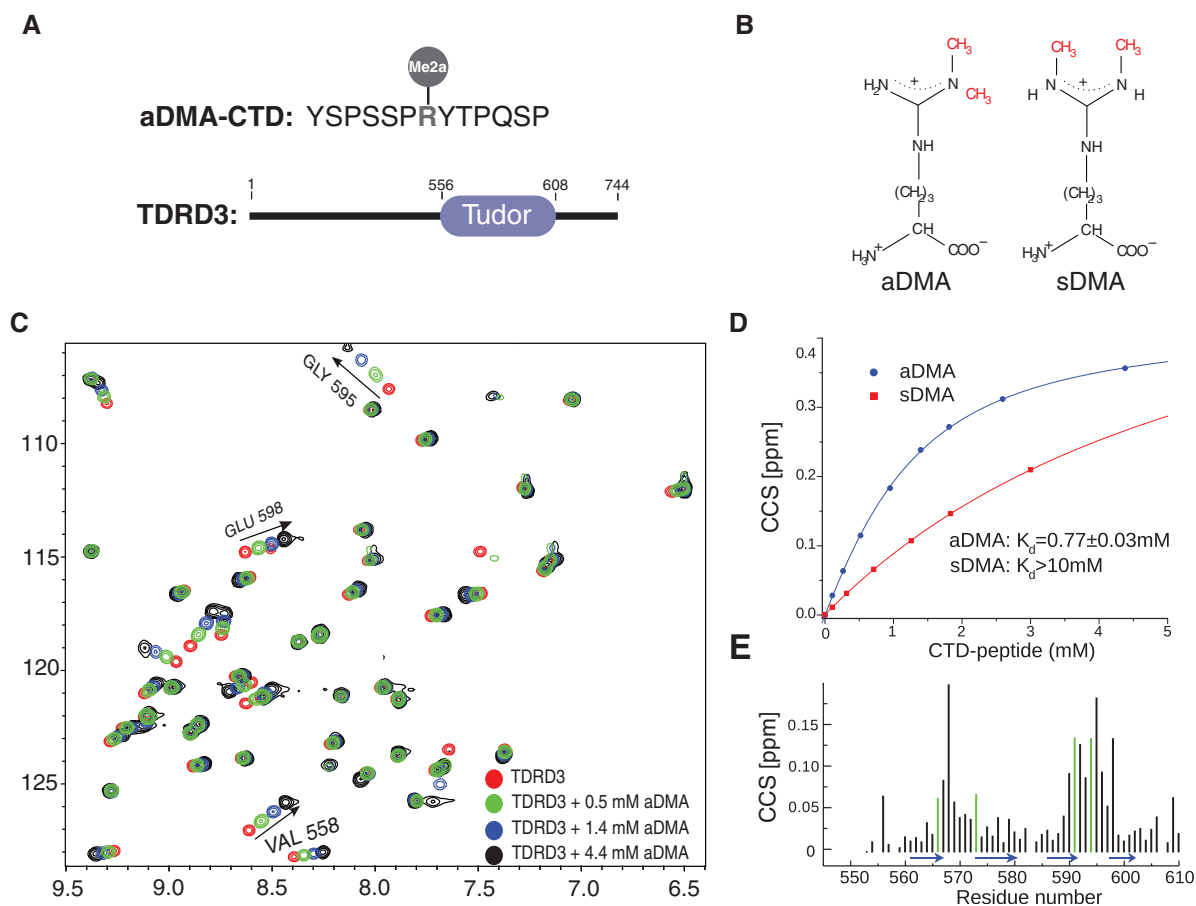 A
Me2a
aDMA-CTD: YSPSSPRYTPQSP
1 556 608 744
TDRD3: Tudor
B
CH3 CH3 CH3
+ +
H2N N CH3 N N
H H
NH NH
(CH2)3 (CH2)3
CH CH
H3N+ COO− H3N+ COO−
aDMA sDMA
C
GLY 595
GLU 598
VAL 558
110
115
120
125
TDRD3
TDRD3 + 0.5 mM aDMA
TDRD3 + 1.4 mM aDMA
TDRD3 + 4.4 mM aDMA
9.5 9.0 8.5 8.0 7.5 7.0 6.5
D
CCS [ppm]
0.4
0.3
0.2
0.1
0.0
aDMA
sDMA
aDMA: Kd=0.77±0.03mM
sDMA: Kd>10mM
0 1 2 3 4 5
CTD-peptide (mM)
E
CCS [ppm]
0.15
0.10
0.05
0
550 560 570 580 590 600 610
Residue number